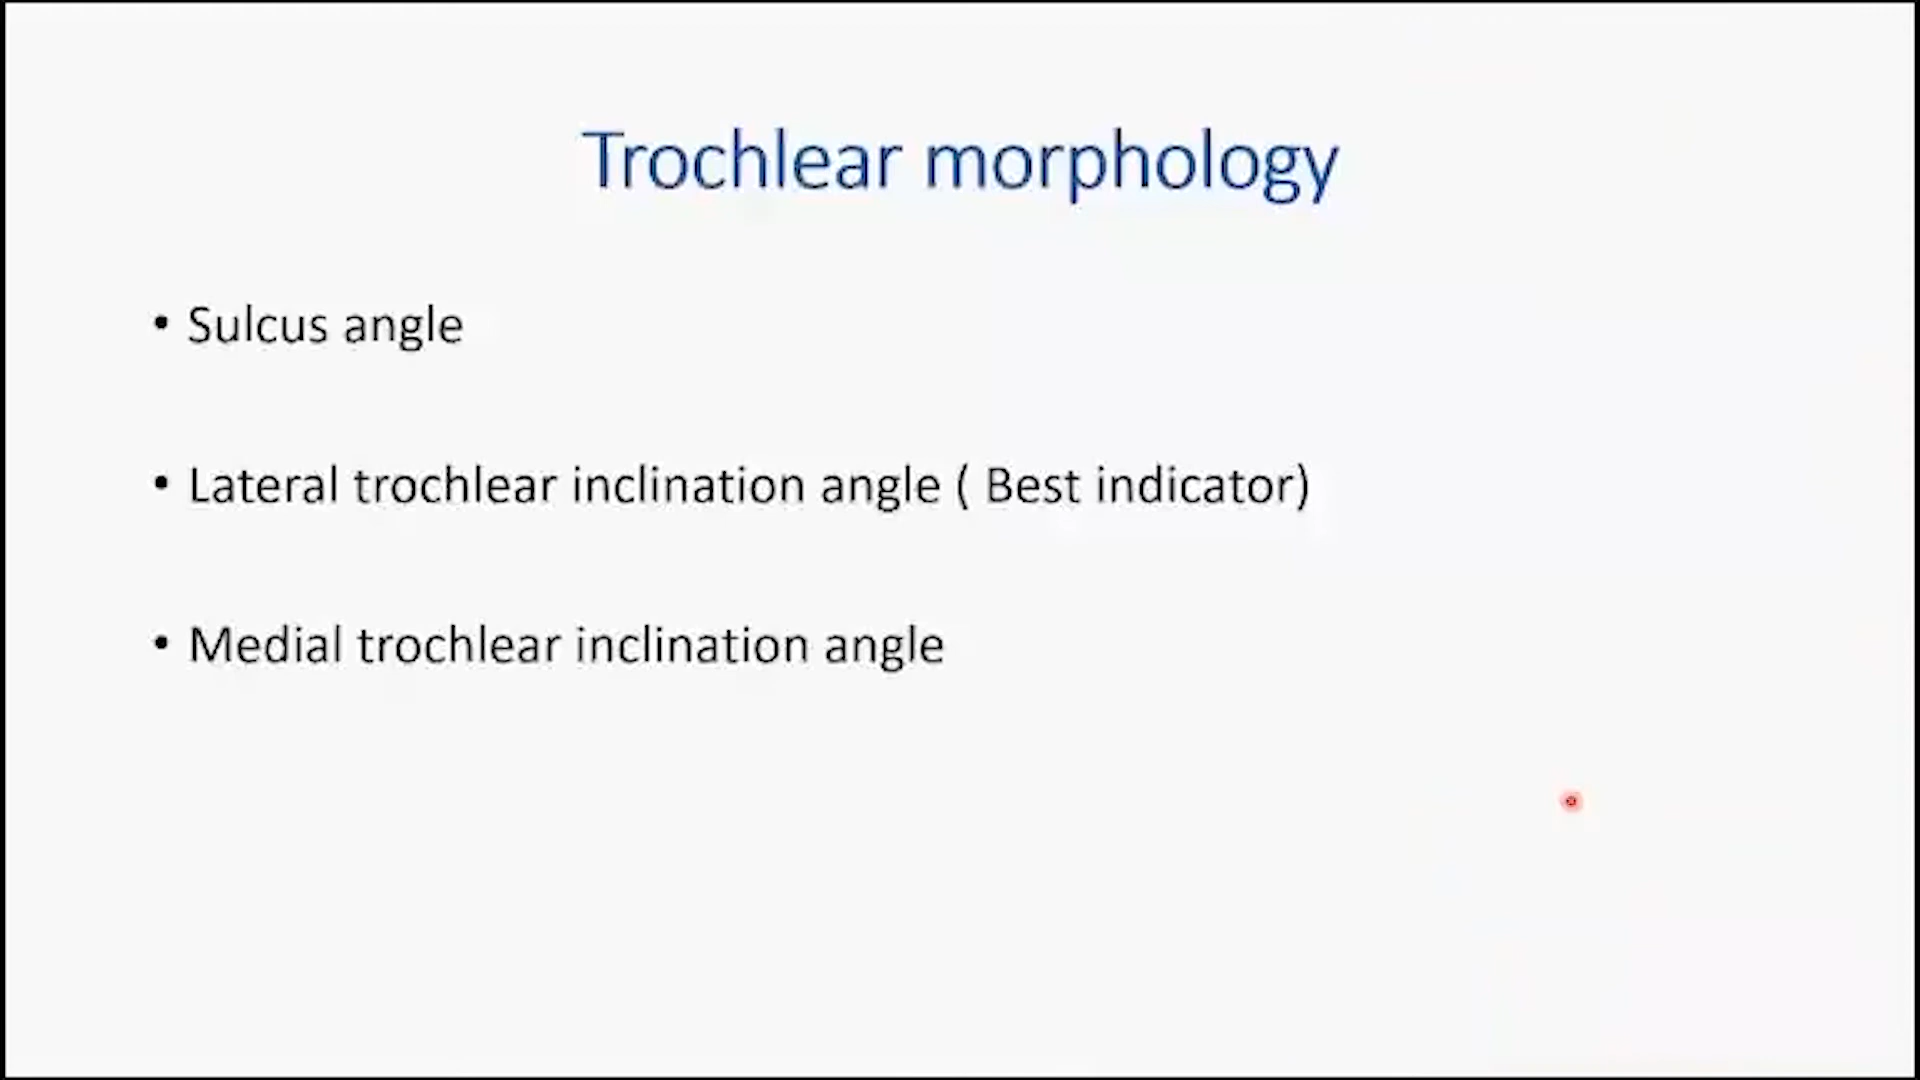 Trochlear morphology
• Sulcus angle
• Lateral trochlear inclination angle ( Best indicator)
• Medial trochlear inclination angle